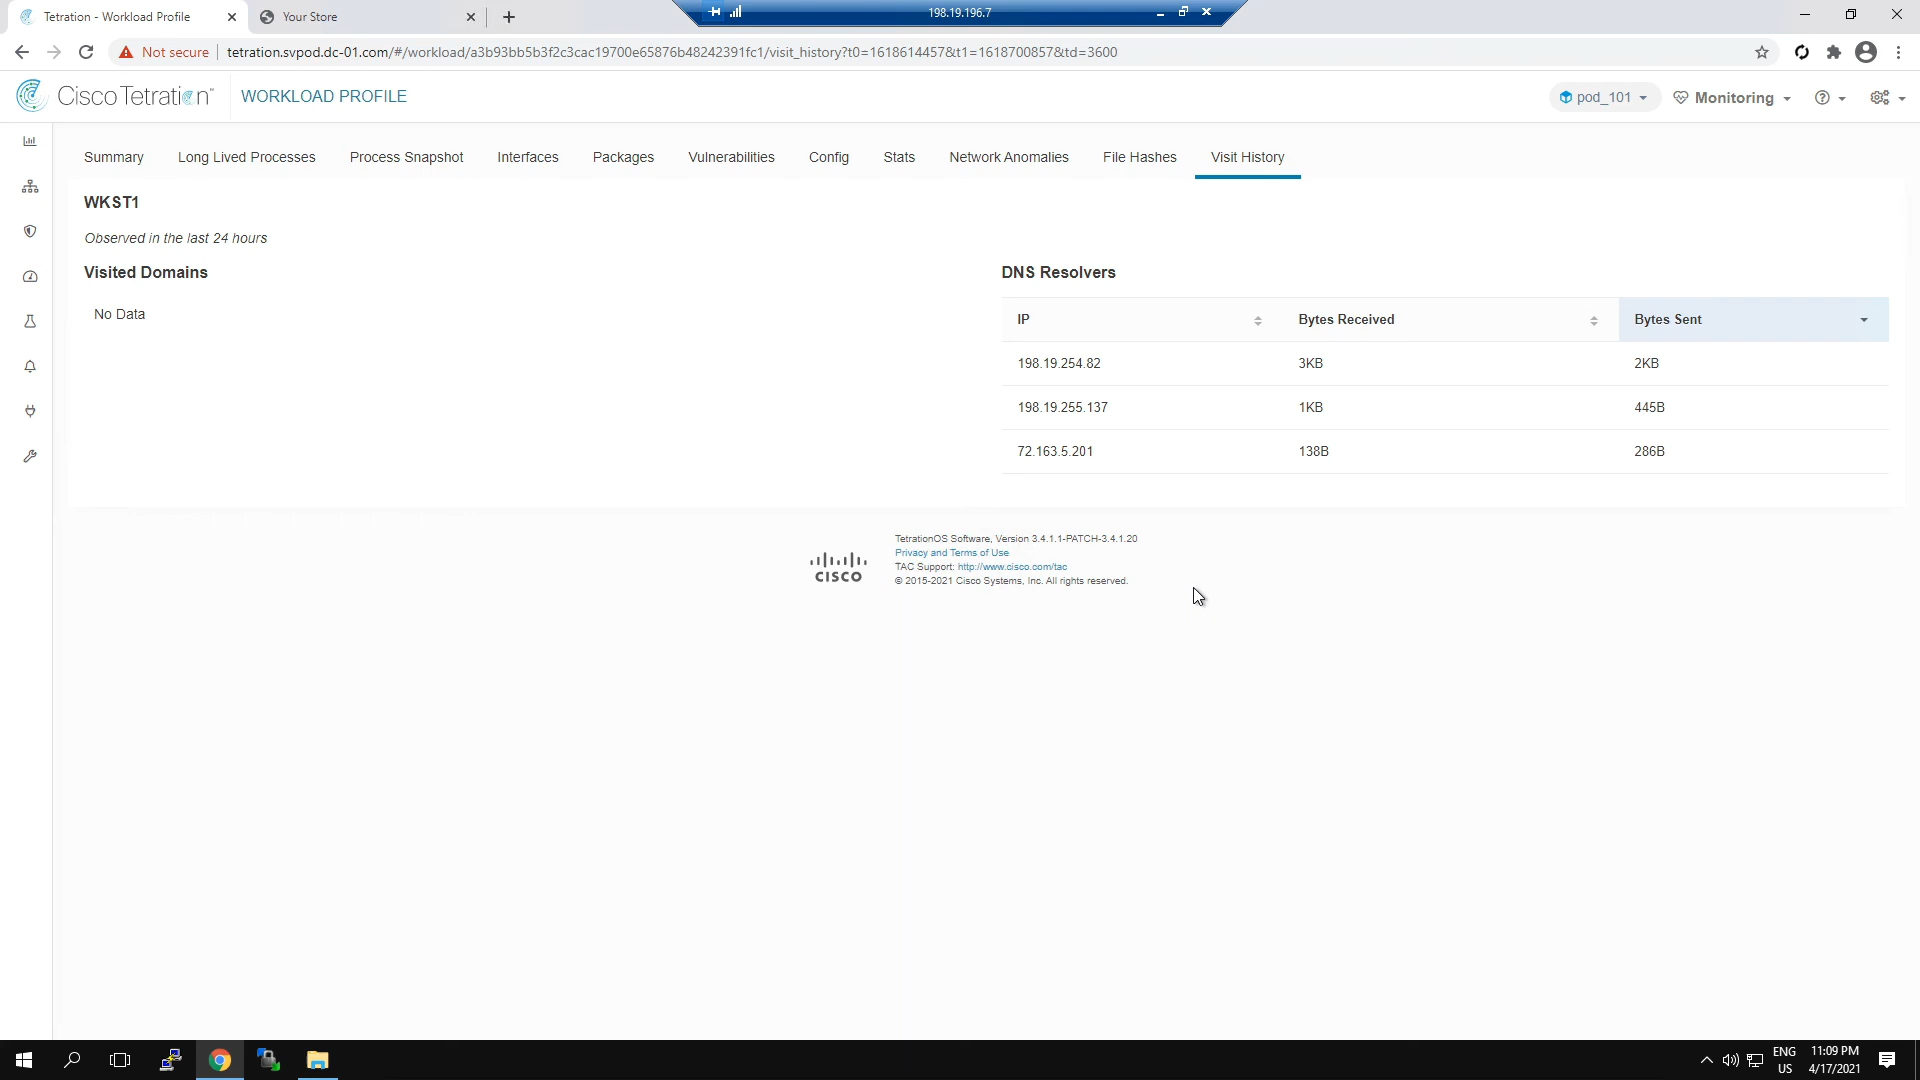 Tetration - Workload Profile
Your Store
198.19.196.7
Not secure
tetration.svpod.dc-01.com/#/workload/a3b93bb5b3f2c3cac19700e65876b48242391fc1/visit_history?t0=1618614457&t1=1618700857&td=3600
Cisco Tetration™
WORKLOAD PROFILE
pod_101
Monitoring
Summary
Long Lived Processes
Process Snapshot
Interfaces
Packages
Vulnerabilities
Config
Stats
Network Anomalies
File Hashes
Visit History
WKST1
Observed in the last 24 hours
Visited Domains
No Data
DNS Resolvers
IP Bytes Received Bytes Sent
198.19.254.82 3KB 2KB
198.19.255.137 1KB 445B
72.163.5.201 138B 286B
CISCO
TetrationOS Software, Version 3.4.1.1-PATCH-3.4.1.20
Privacy and Terms of Use
TAC Support: http://www.cisco.com/tac
© 2015-2021 Cisco Systems, Inc. All rights reserved.
ENG
US
11:09 PM
4/17/2021